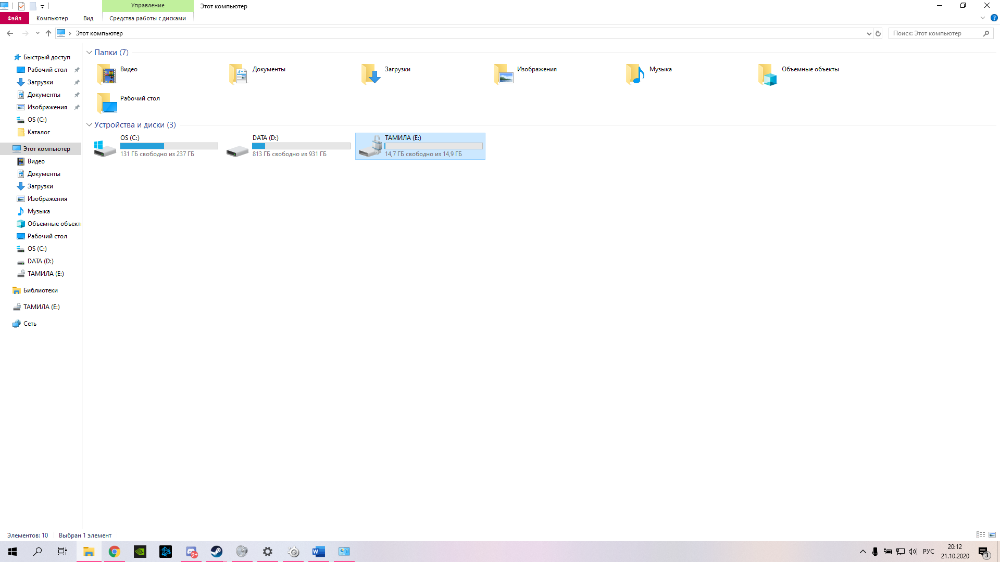 Управление
Этот компьютер
Файл
Компьютер
Вид
Средства работы с дисками
Этот компьютер
Поиск: Этот компьютер
Быстрый доступ
Рабочий стол
Загрузки
Документы
Изображения
OS (C:)
Каталог
Этот компьютер
Видео
Документы
Загрузки
Изображения
Музыка
Объемные объекть
Рабочий стол
OS (C:)
DATA (D:)
ТАМИЛА (E:)
Библиотеки
ТАМИЛА (E:)
Сеть
Папки (7)
Видео
Документы
Загрузки
Изображения
Музыка
Объемные объекты
Рабочий стол
Устройства и диски (3)
OS (C:)
131 ГБ свободно из 237 ГБ
DATA (D:)
813 ГБ свободно из 931 ГБ
ТАМИЛА (E:)
14,7 ГБ свободно из 14,9 ГБ
Элементов: 10
Выбран 1 элемент
9+
W
РУС
20:12
21.10.2020
3